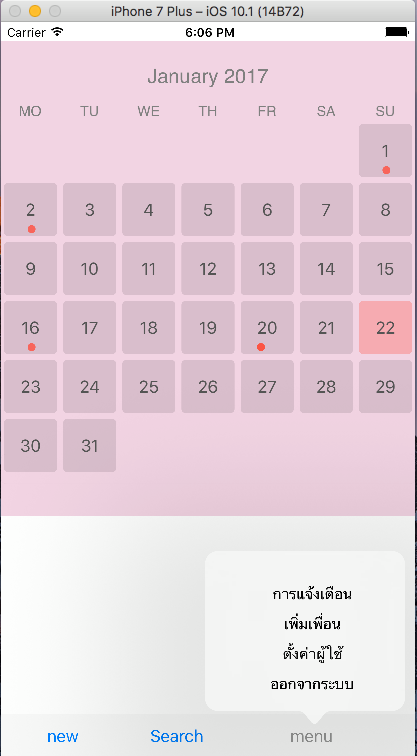 iPhone 7 Plus – iOS 10.1 (14B72)
Carrier 6:06 PM
January 2017
MO TU WE TH FR SA SU
1
2 3 4 5 6 7 8
9 10 11 12 13 14 15
16 17 18 19 20 21 22
23 24 25 26 27 28 29
30 31
การแจ้งเตือน
เพิ่มเพื่อน
ตั้งค่าผู้ใช้
ออกจากระบบ
new Search menu